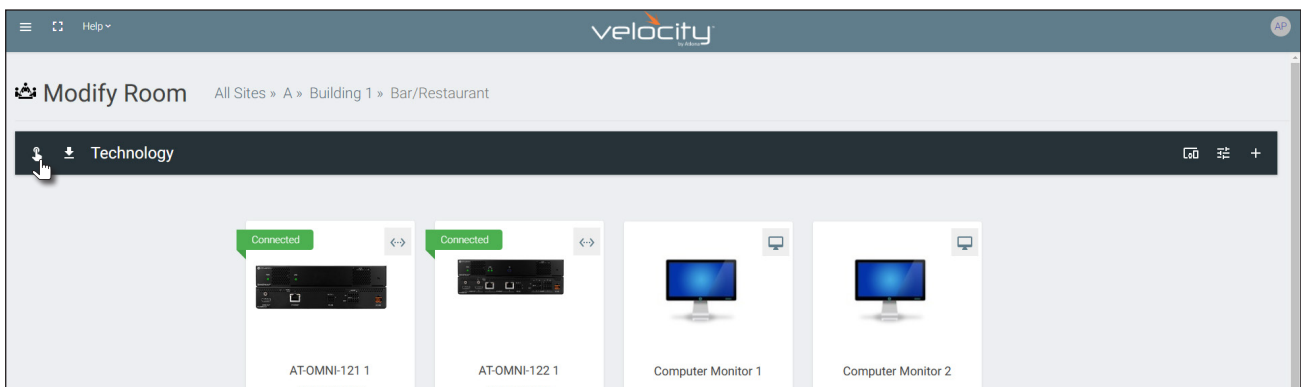 Help
velocity
by Atlona
AP
Modify Room All Sites » A » Building 1 » Bar/Restaurant
Technology
Connected
Connected
AT-OMNI-121 1
AT-OMNI-122 1
Computer Monitor 1
Computer Monitor 2